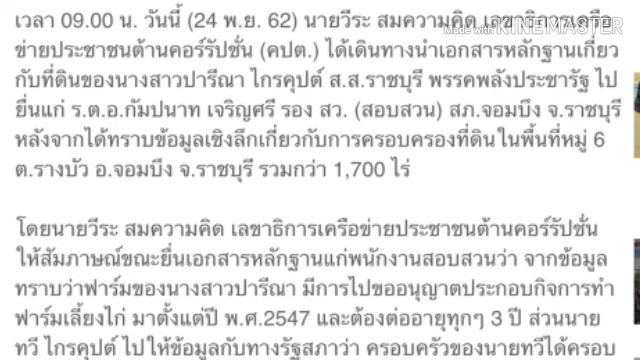 เวลา 09.00 น. วันนี้ (24 พ.ย. 62) นายวีระ สมความคิด เลขาธิการเครือ
ข่ายประชาชนต้านคอร์รัปชั่น (คปต.) ได้เดินทางนำเอกสารหลักฐานเกี่ยว
กับที่ดินของนางสาวปารีณา ไกรคุปต์ ส.ส.ราชบุรี พรรคพลังประชารัฐ ไป
ยื่นแก่ ร.ต.อ.กัมปนาท เจริญศรี รอง สว. (สอบสวน) สภ.จอมบึง จ.ราชบุรี
หลังจากได้ทราบข้อมูลเชิงลึกเกี่ยวกับการครอบครองที่ดินในพื้นที่หมู่ 6
ต.รางบัว อ.จอมบึง จ.ราชบุรี รวมกว่า 1,700 ไร่
โดยนายวีระ สมความคิด เลขาธิการเครือข่ายประชาชนต้านคอร์รัปชั่น
ให้สัมภาษณ์ขณะยื่นเอกสารหลักฐานแก่พนักงานสอบสวนว่า จากข้อมูล
ทราบว่าฟาร์มของนางสาวปารีณา มีการไปขออนุญาตประกอบกิจการทำ
ฟาร์มเลี้ยงไก่ มาตั้งแต่ปี พ.ศ.2547 และต้องต่ออายุทุกๆ 3 ปี ส่วนนาย
ทวี ไกรคุปต์ ไปให้ข้อมูลกับทางรัฐสภาว่า ครอบครัวของนายทวีได้ครอบ
Made with KINEMASTER